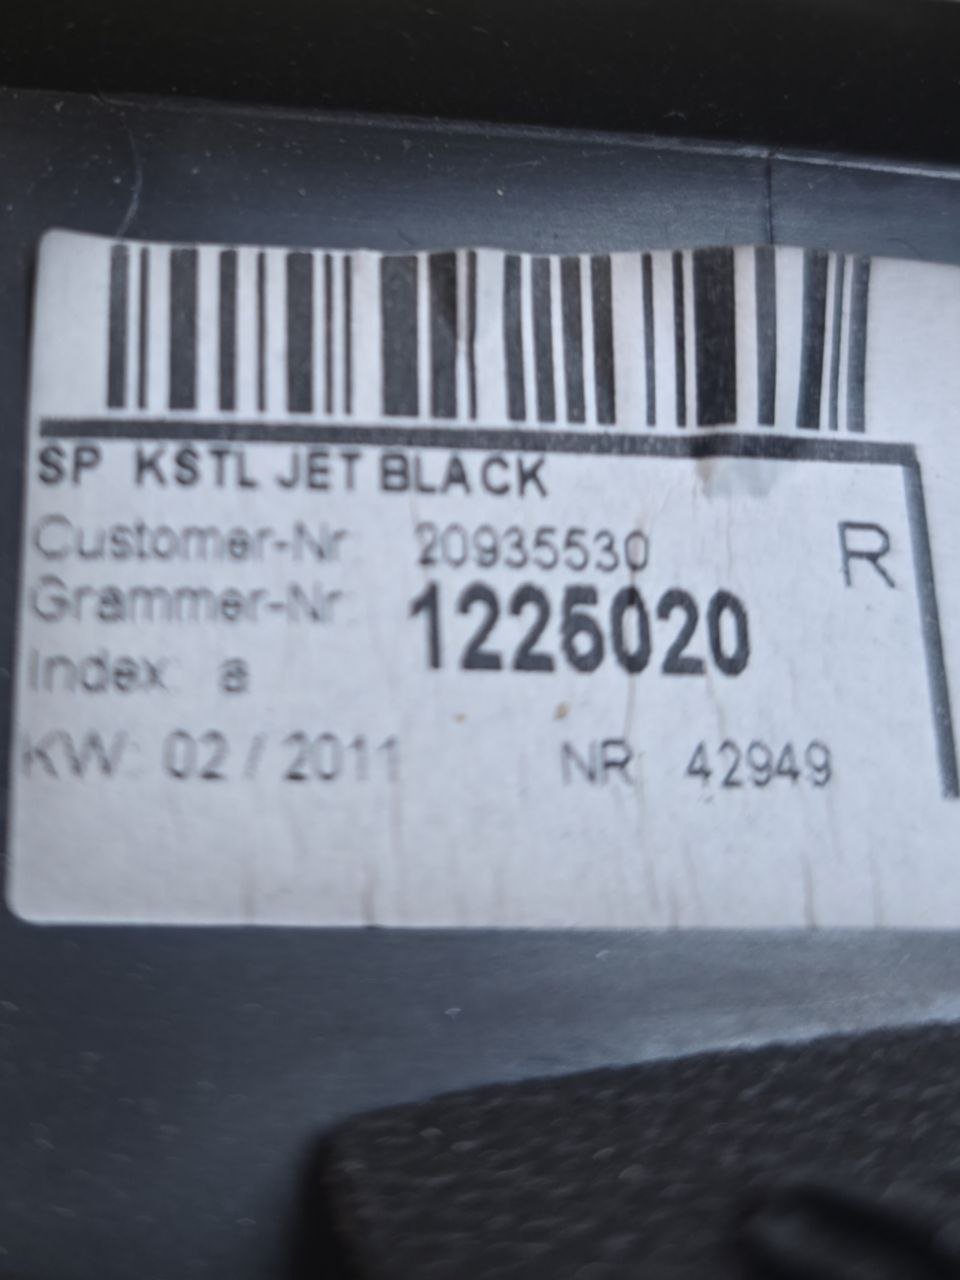 SP KSTL JET BLACK
Customer-Nr: 20935530 R
Grammer-Nr: 1225020
Index: a
KW: 02 / 2011 NR: 42949